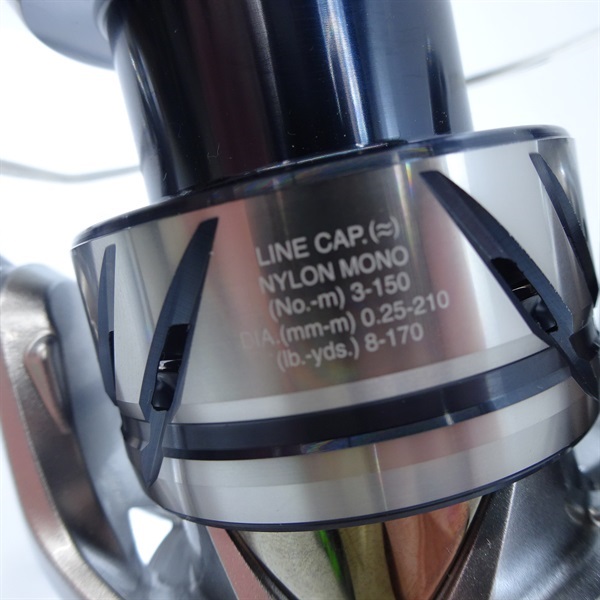 LINE CAP.(≈)
NYLON MONO
(No.-m) 3-150
DIA.(mm-m) 0.25-210
(lb.-yds.) 8-170